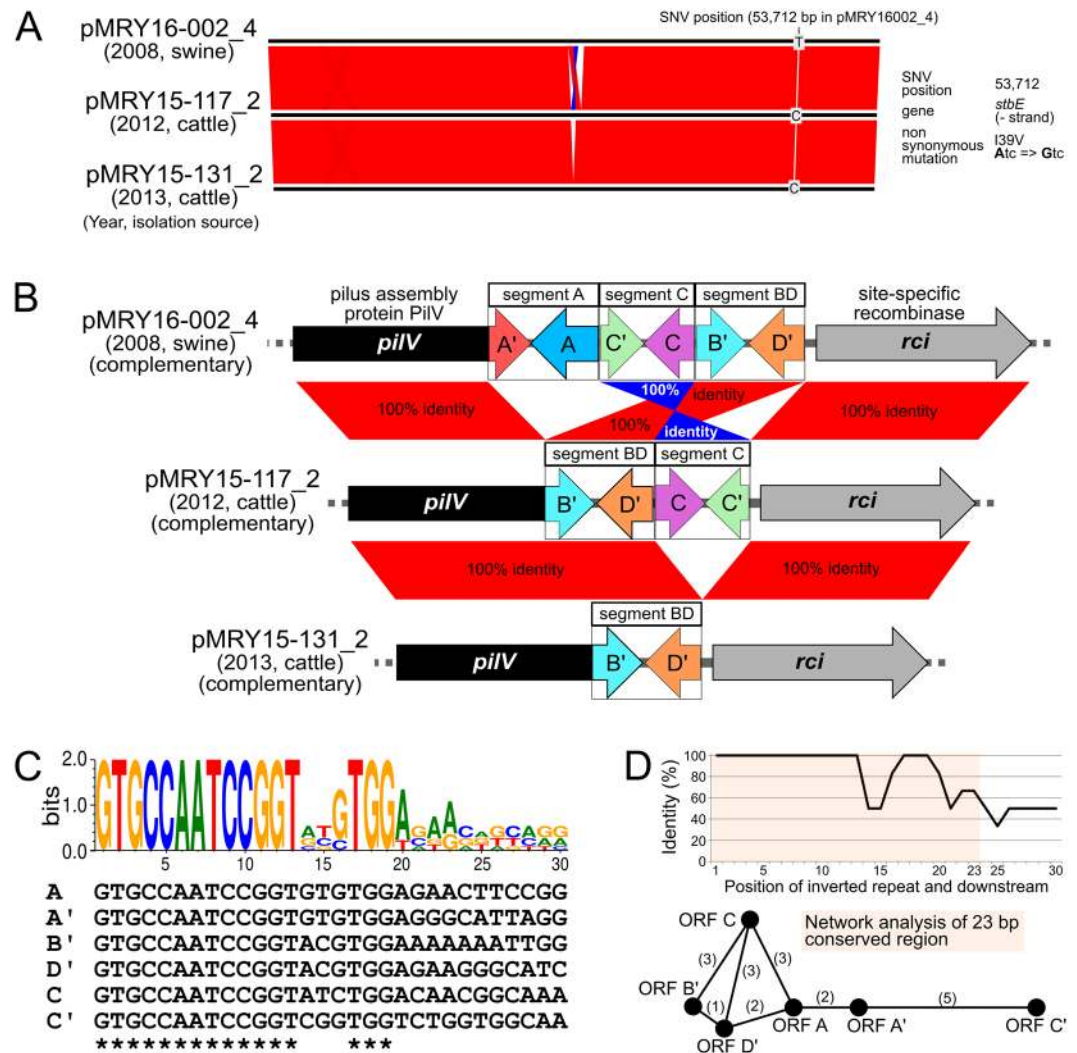 A
SNV position (53,712 bp in pMRY16002_4)
pMRY16-002_4
(2008, swine)
T
pMRY15-117_2
(2012, cattle)
C
pMRY15-131_2
(2013, cattle)
(Year, isolation source)
C
SNV position 53,712
gene stbE (- strand)
non synonymous mutation I39V Atc => Gtc
B
pilus assembly protein PilV
segment A segment C segment BD
site-specific recombinase
pMRY16-002_4
(2008, swine)
(complementary)
pilV A' A C' C B' D' rci
100% identity
100% identity
100% identity
100% identity
segment BD segment C
pMRY15-117_2
(2012, cattle)
(complementary)
pilV B' D' C C' rci
100% identity
100% identity
segment BD
pMRY15-131_2
(2013, cattle)
(complementary)
pilV B' D' rci
C
bits
2.0
1.0
0.0
GTGCCAATCCGGT
TGG
5 10 15 20 25 30
A GTGCCAATCCGGTGTGTGGAGAACTTCCGG
A' GTGCCAATCCGGTGTGTGGAGGGCATTAGG
B' GTGCCAATCCGGTACGTGGAAAAAAATTGG
D' GTGCCAATCCGGTACGTGGAGAAGGGCATC
C GTGCCAATCCGGTATCTGGACAACGGCAAA
C' GTGCCAATCCGGTCGGTGGTCTGGTGGCAA
************* ***
D
Identity (%)
100
80
60
40
20
0
1 5 10 15 20 23 25 30
Position of inverted repeat and downstream
Network analysis of 23 bp
conserved region
ORF C
(3) (3) (3)
ORF B'
(1) (2) (2) (5)
ORF D'
ORF A
ORF A'
ORF C'